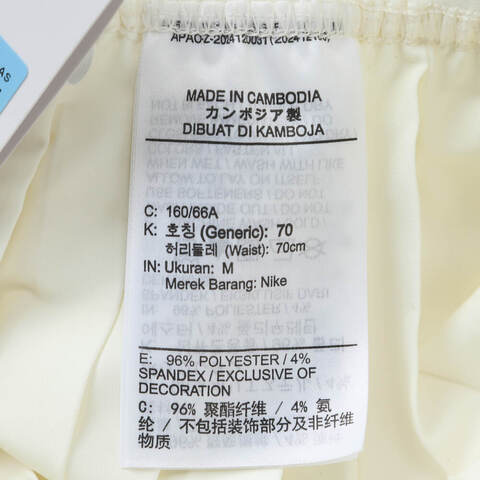 MADE IN CAMBODIA
カンボジア製
DIBUAT DI KAMBOJA
C: 160/66A
K: 호칭 (Generic): 70
허리둘레 (Waist): 70cm
IN: Ukuran: M
Merek Barang: Nike
E: 96% POLYESTER / 4%
SPANDEX / EXCLUSIVE OF
DECORATION
C: 96% 聚酯纤维 / 4% 氨
纶 / 不包括装饰部分及非纤维
物质